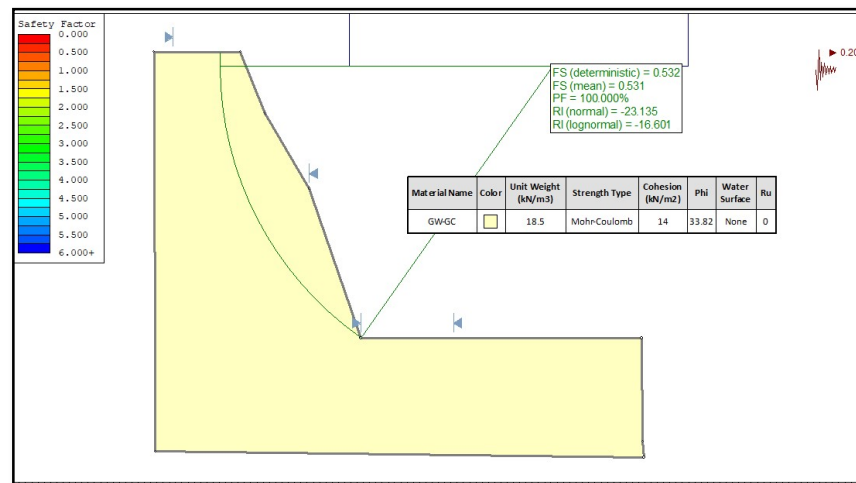 Safety Factor
0.000
0.500
1.000
1.500
2.000
2.500
3.000
3.500
4.000
4.500
5.000
5.500
6.000+
0.20
FS (deterministic) = 0.532
FS (mean) = 0.531
PF = 100.000%
RI (normal) = -23.135
RI (lognormal) = -16.601
Material Name Color Unit Weight (kN/m3) Strength Type Cohesion (kN/m2) Phi Water Surface Ru
GW-GC 18.5 Mohr-Coulomb 14 33.82 None 0